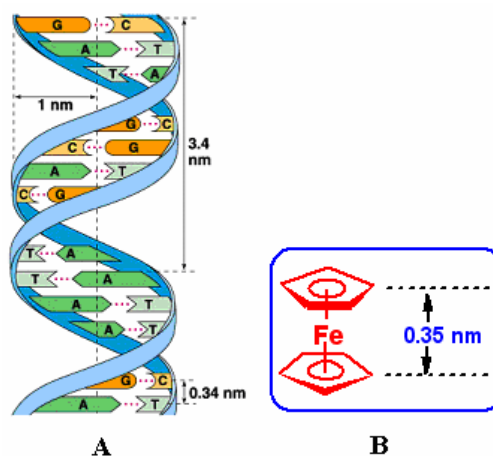 G C
A T
T A
1 nm
G C
C G
3.4
nm
A T
C G
T A
T A
A T
A T
G C
0.34 nm
A T
A
Fe
0.35 nm
B